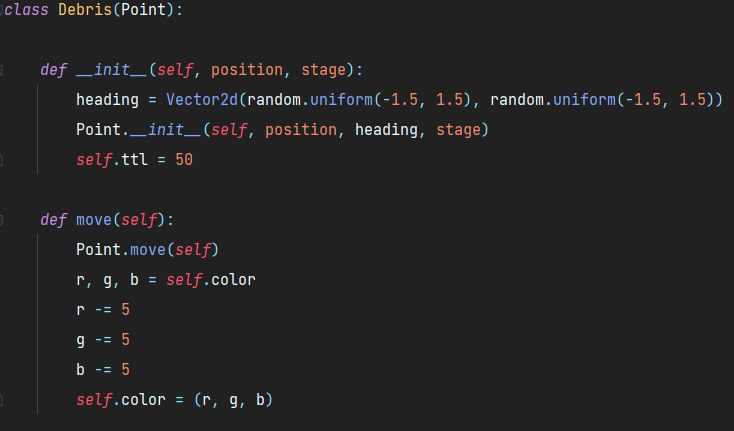 class Debris(Point):
def __init__(self, position, stage):
heading = Vector2d(random.uniform(-1.5, 1.5), random.uniform(-1.5, 1.5))
Point.__init__(self, position, heading, stage)
self.ttl = 50
def move(self):
Point.move(self)
r, g, b = self.color
r -= 5
g -= 5
b -= 5
self.color = (r, g, b)